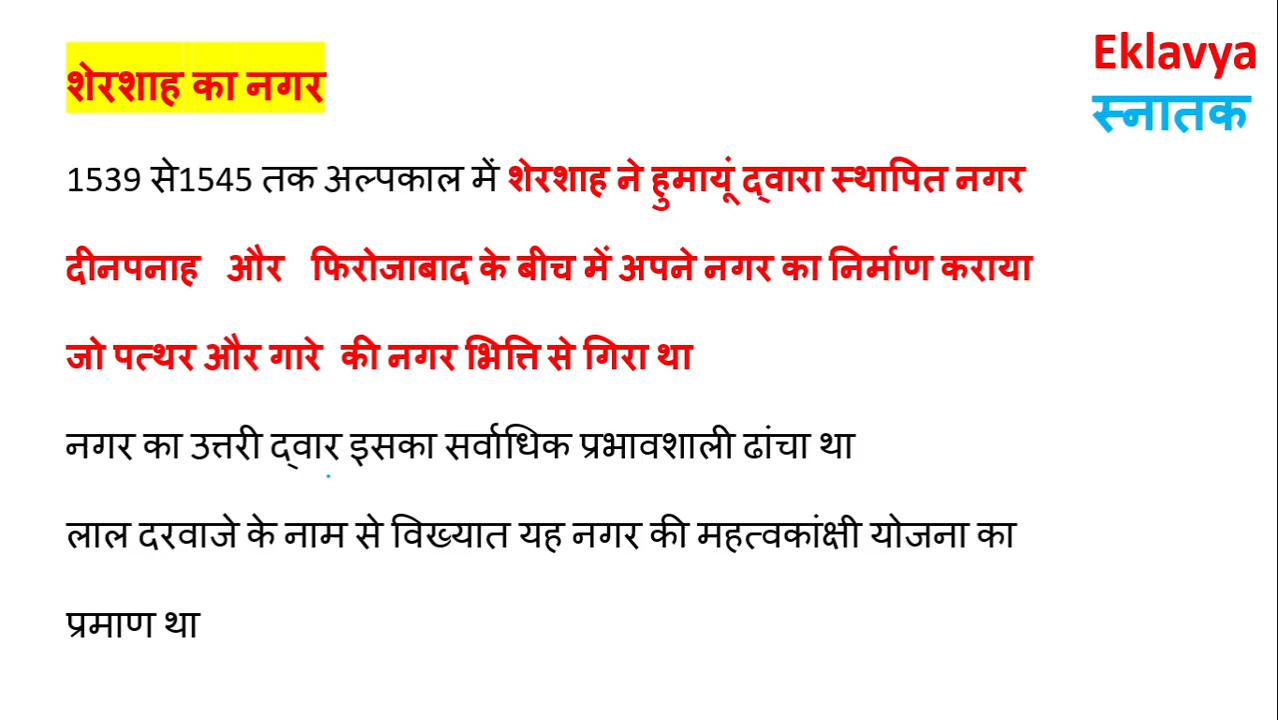 शेरशाह का नगर
Eklavya
स्नातक
1539 से1545 तक अल्पकाल में शेरशाह ने हुमायूं द्वारा स्थापित नगर
दीनपनाह और फिरोजाबाद के बीच में अपने नगर का निर्माण कराया
जो पत्थर और गारे की नगर भित्ति से गिरा था
नगर का उत्तरी द्वार इसका सर्वाधिक प्रभावशाली ढांचा था
लाल दरवाजे के नाम से विख्यात यह नगर की महत्वकांक्षी योजना का
प्रमाण था